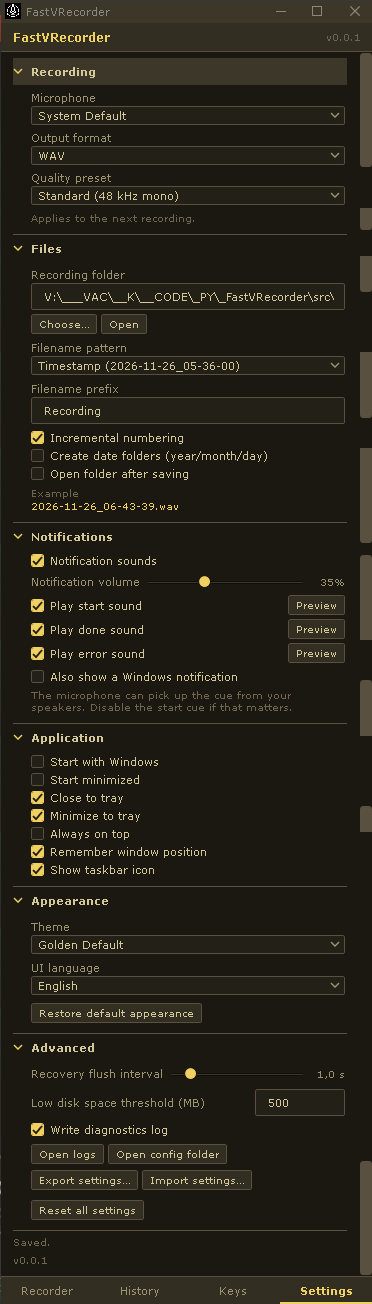 FastVRecorder
FastVRecorder v0.0.1
Recording
Microphone
System Default
Output format
WAV
Quality preset
Standard (48 kHz mono)
Applies to the next recording.
Files
Recording folder
V:\___VAC\__K\__CODE\_PY\_FastVRecorder\src\
Choose... Open
Filename pattern
Timestamp (2026-11-26_05-36-00)
Filename prefix
Recording
Incremental numbering
Create date folders (year/month/day)
Open folder after saving
Example
2026-11-26_06-43-39.wav
Notifications
Notification sounds
Notification volume 35%
Play start sound Preview
Play done sound Preview
Play error sound Preview
Also show a Windows notification
The microphone can pick up the cue from your
speakers. Disable the start cue if that matters.
Application
Start with Windows
Start minimized
Close to tray
Minimize to tray
Always on top
Remember window position
Show taskbar icon
Appearance
Theme
Golden Default
UI language
English
Restore default appearance
Advanced
Recovery flush interval 1,0 s
Low disk space threshold (MB) 500
Write diagnostics log
Open logs Open config folder
Export settings... Import settings...
Reset all settings
Saved.
v0.0.1
Recorder History Keys Settings